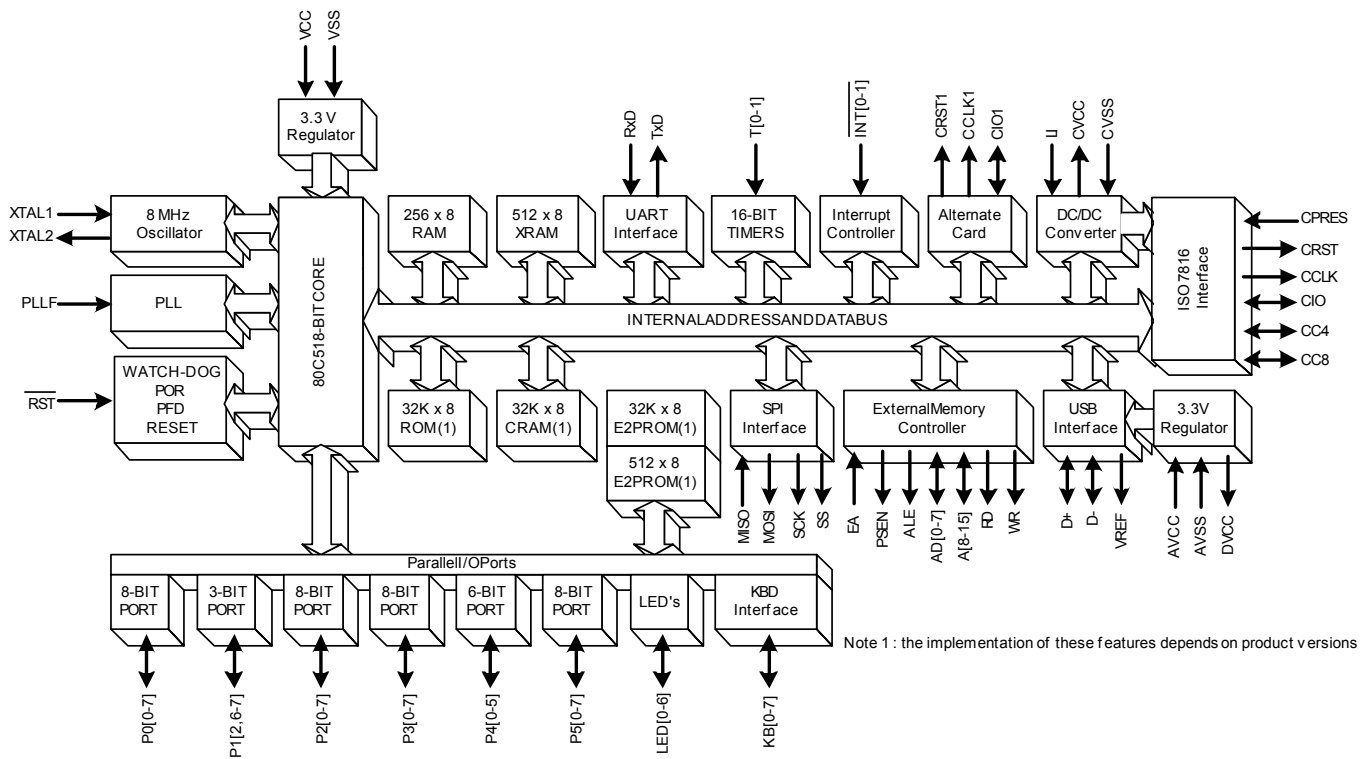 VCC
VSS
3.3 V
Regulator
RxD
TxD
T[0-1]
INT[0-1]
CRST1
CCLK1
CIO1
LI
CVCC
CVSS
XTAL1
XTAL2
8 MHz
Oscillator
256 x 8
RAM
512 x 8
XRAM
UART
Interface
16-BIT
TIMERS
Interrupt
Controller
Alternate
Card
DC/DC
Converter
ISO7816
Interface
CPRES
CRST
CCLK
CIO
CC4
CC8
PLLF
PLL
80C518-BITCORE
INTERNALADDRESSANDDATABUS
RST
WATCH-DOG
POR
PFD
RESET
32K x 8
ROM(1)
32K x 8
CRAM(1)
32K x 8
E2PROM(1)
512 x 8
E2PROM(1)
SPI
Interface
ExternalMemory
Controller
USB
Interface
3.3V
Regulator
MISO
MOSI
SCK
SS
EA
PSEN
ALE
AD[0-7]
A[8-15]
RD
WR
D+
D-
VREF
AVCC
AVSS
DVCC
ParallelI/OPorts
8-BIT
PORT
3-BIT
PORT
8-BIT
PORT
8-BIT
PORT
6-BIT
PORT
8-BIT
PORT
LED's
KBD
Interface
P0[0-7]
P1[2,6-7]
P2[0-7]
P3[0-7]
P4[0-5]
P5[0-7]
LED[0-6]
KB[0-7]
Note 1 : the implementation of these features depends on product versions